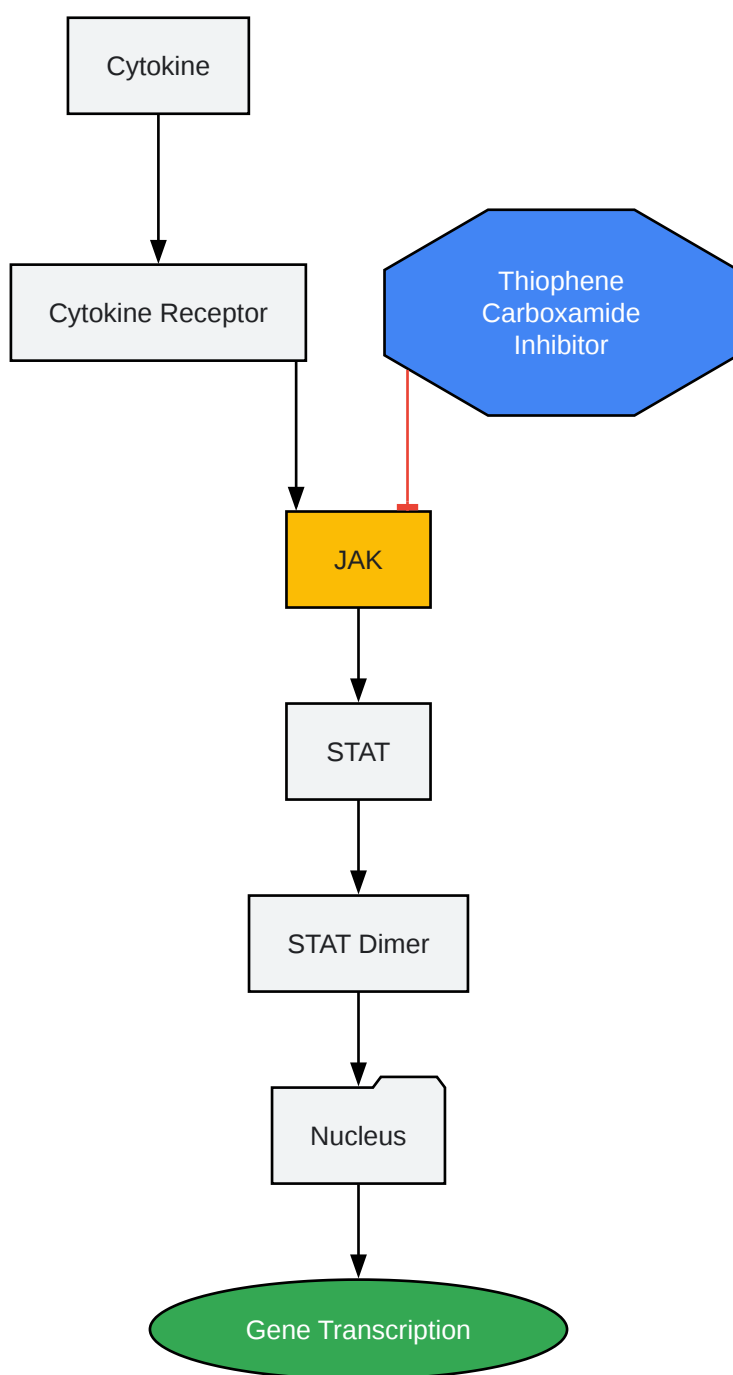 Cytokine
Cytokine Receptor
Thiophene
Carboxamide
Inhibitor
JAK
STAT
STAT Dimer
Nucleus
Gene Transcription